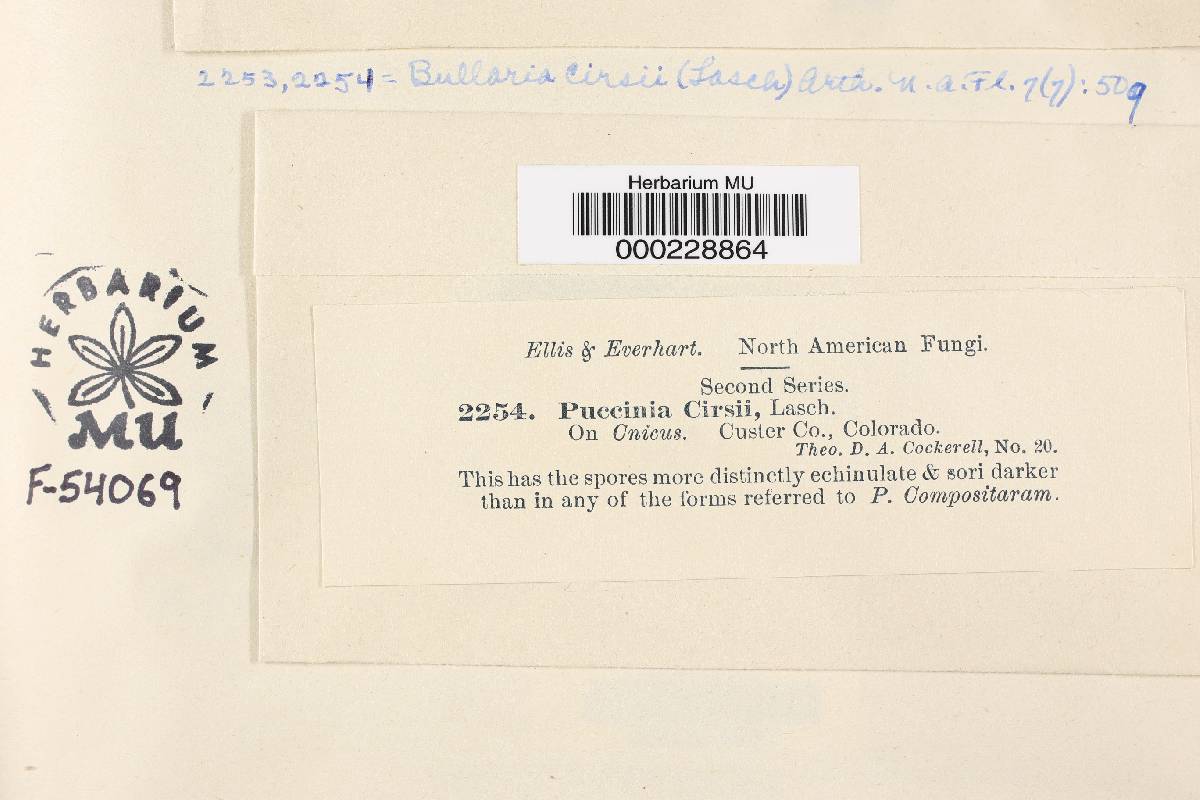 2253, 2254 = Bullaria Cirsii (Lasch) Arth. N.A.Fl. 7(7): 509
Herbarium MU
000228864
HERBARIUM
MU
F-54069
Ellis & Everhart. North American Fungi.
Second Series.
2254. Puccinia Cirsii, Lasch.
On Cnicus. Custer Co., Colorado.
Theo. D. A. Cockerell, No. 20.
This has the spores more distinctly echinulate & sori darker
than in any of the forms referred to P. Compositaram.